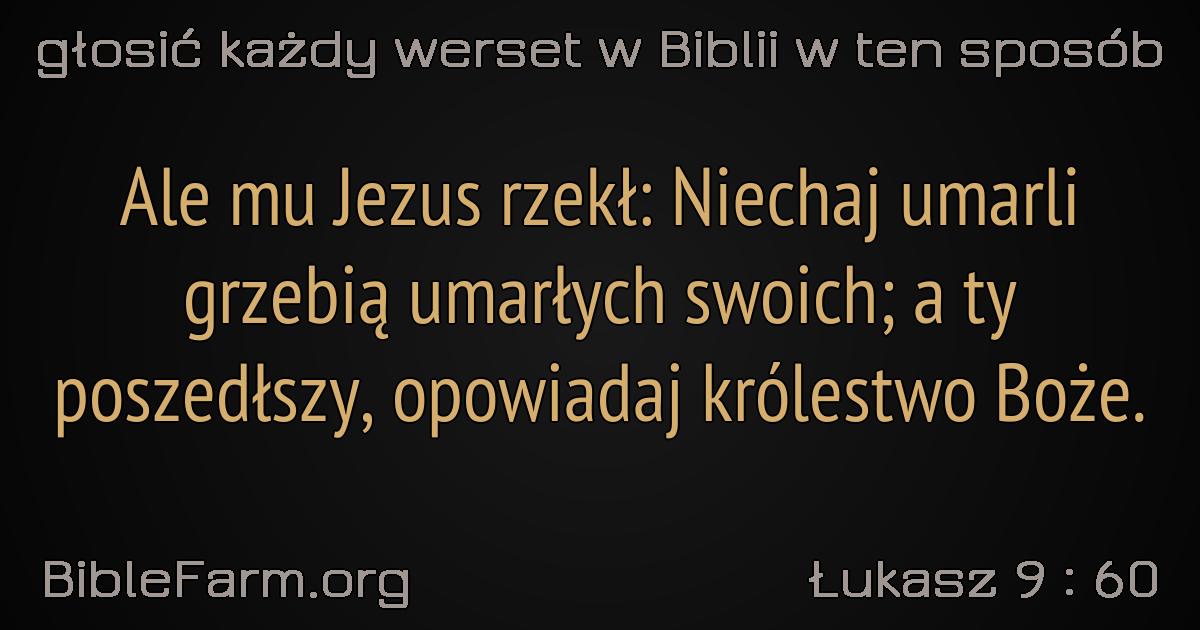 głosić każdy werset w Biblii w ten sposób
Ale mu Jezus rzekł: Niechaj umarli
grzebią umarłych swoich; a ty
poszedłszy, opowiadaj królestwo Boże.
BibleFarm.org
Łukasz 9 : 60